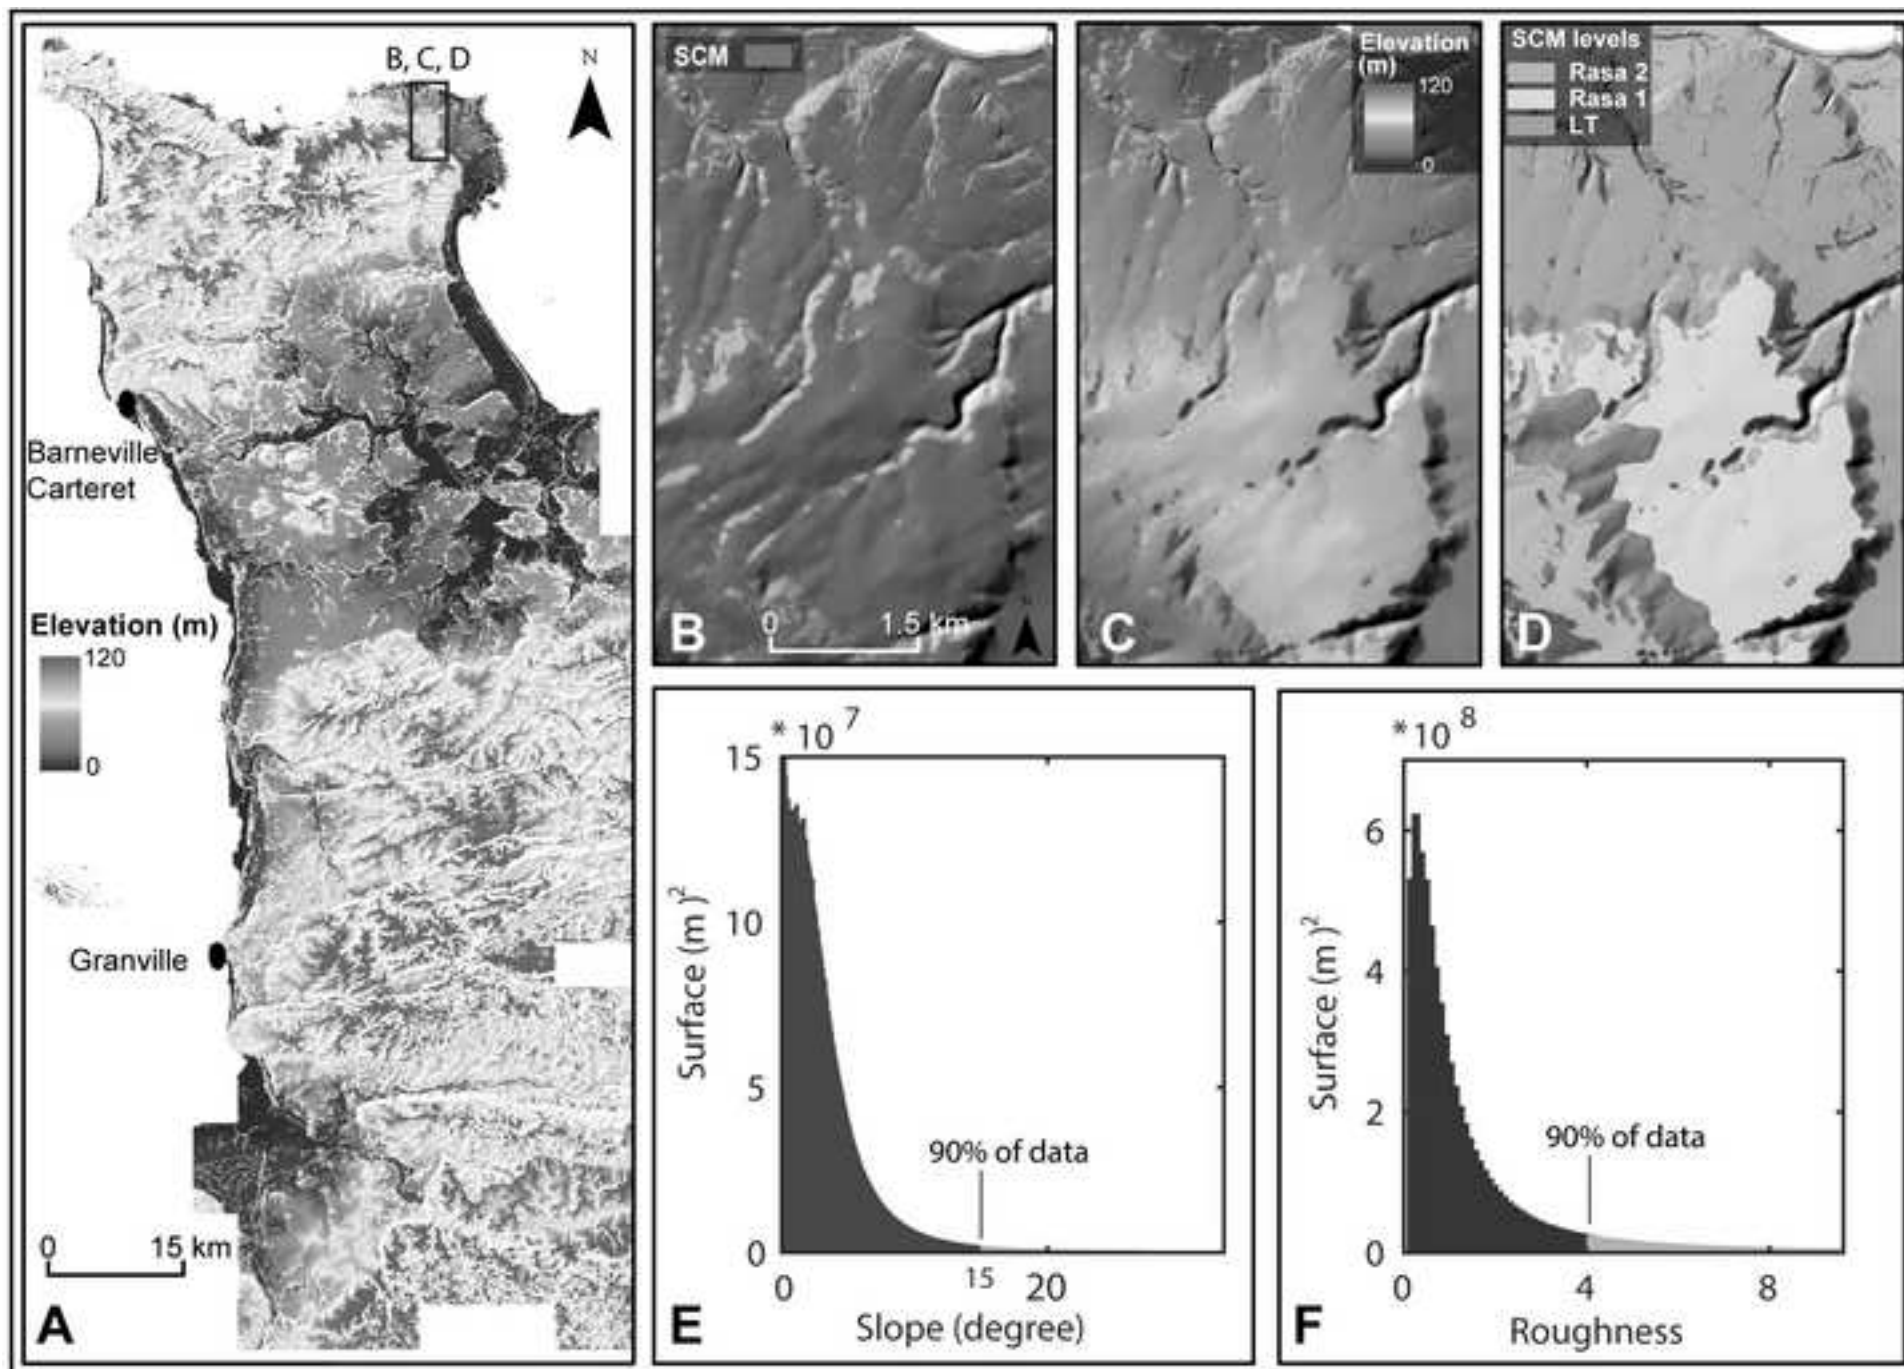 B, C, D
N
Barneville
Carteret
Elevation (m)
120
0
Granville
0 15 km
A
SCM
B
0 1.5 km
Elevation
(m)
120
0
C
SCM levels
Rasa 2
Rasa 1
LT
D
* 10 7
15
10
5
0
Surface (m )2
90% of data
0 15 20
E
Slope (degree)
* 10 8
6
4
2
0
Surface (m )2
90% of data
0 4 8
F
Roughness